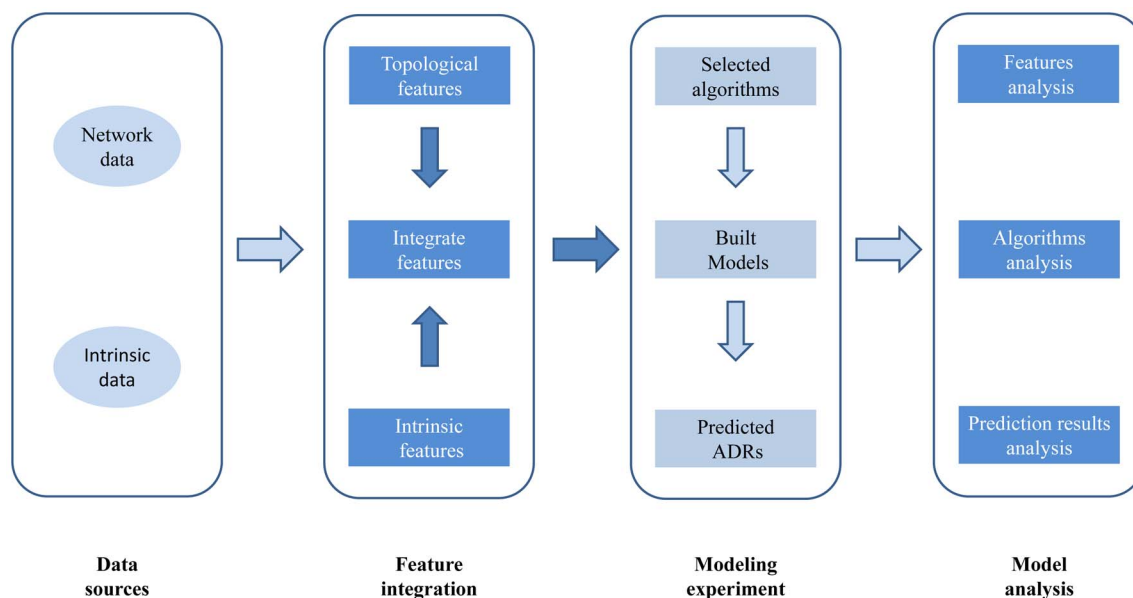 Network
data
Intrinsic
data
Data
sources
Topological
features
Integrate
features
Intrinsic
features
Feature
integration
Selected
algorithms
Built
Models
Predicted
ADRs
Modeling
experiment
Features
analysis
Algorithms
analysis
Prediction results
analysis
Model
analysis